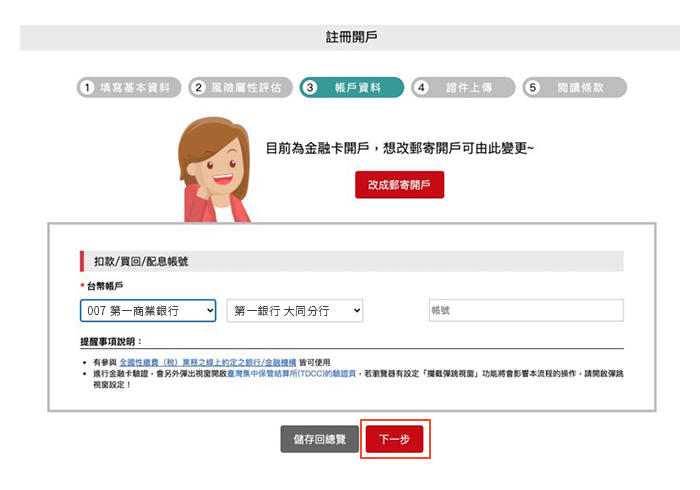 註冊開戶
1 填寫基本資料 2 風險屬性評估 3 帳戶資料 4 證件上傳 5 閱讀條款
目前為金融卡開戶，想改郵寄開戶可由此變更~
改成郵寄開戶
扣款/買回/配息帳號
* 台幣帳戶
007 第一商業銀行 第一銀行 大同分行 帳號
提醒事項說明：
• 有參與 全國性繳費（稅）業務之線上約定之銀行/金融機構 皆可使用
• 進行金融卡驗證，會另外彈出視窗開啟臺灣集中保管結算所(TDCC)的驗證頁，若瀏覽器有設定「攔截彈跳視窗」功能將會影響本流程的操作，請開啟彈跳
視窗設定！
儲存回總覽 下一步